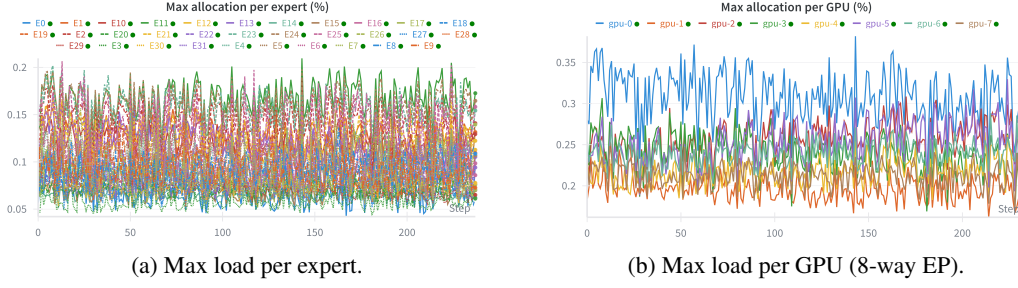 Max allocation per expert (%)
E0 E1 E10 E11 E12 E13 E14 E15 E16 E17 E18
E19 E2 E20 E21 E22 E23 E24 E25 E26 E27 E28
E29 E3 E30 E31 E4 E5 E6 E7 E8 E9
0.2
0.15
0.1
0.05
Step
0 50 100 150 200
(a) Max load per expert.
Max allocation per GPU (%)
gpu-0 gpu-1 gpu-2 gpu-3 gpu-4 gpu-5 gpu-6 gpu-7
0.35
0.3
0.25
0.2
Step
0 50 100 150 200
(b) Max load per GPU (8-way EP).